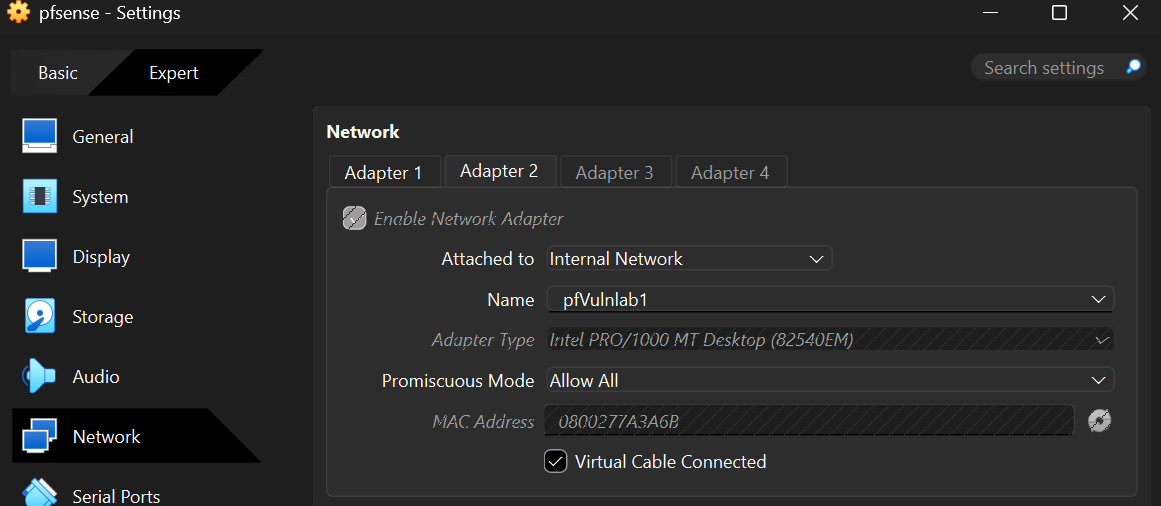 pfsense - Settings
Basic Expert Search settings
General
System
Display
Storage
Audio
Network
Serial Ports
Network
Adapter 1 Adapter 2 Adapter 3 Adapter 4
Enable Network Adapter
Attached to Internal Network
Name pfVulnlab1
Adapter Type Intel PRO/1000 MT Desktop (82540EM)
Promiscuous Mode Allow All
MAC Address 0800277A3A6B
Virtual Cable Connected